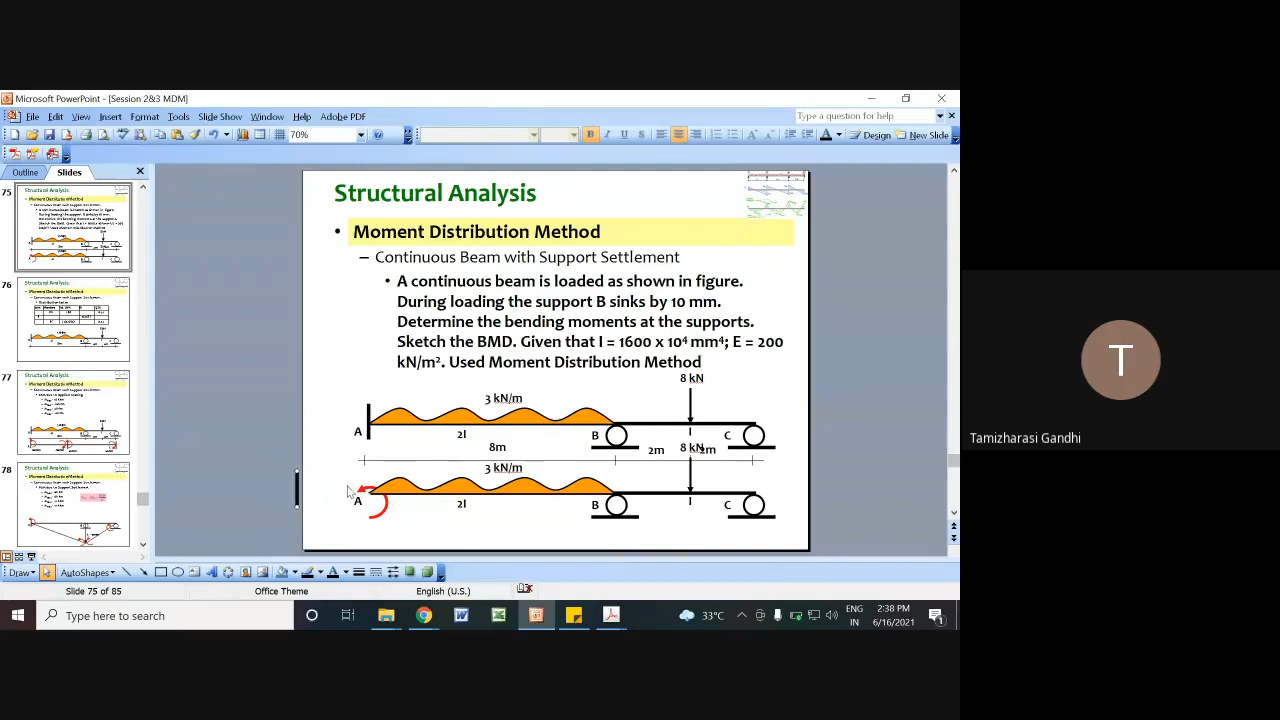 Microsoft PowerPoint - [Session 2&3 MDM]
File Edit View Insert Format Tools Slide Show Window Help Adobe PDF
Type a question for help
70%
B I U S
Design New Slide
Outline Slides
75
76
77
78
Structural Analysis
• Moment Distribution Method
– Continuous Beam with Support Settlement
• A continuous beam is loaded as shown in figure.
During loading the support B sinks by 10 mm.
Determine the bending moments at the supports.
Sketch the BMD. Given that I = 1600 x 10⁴ mm⁴; E = 200
kN/m². Used Moment Distribution Method
8 kN
3 kN/m
A B I C
2I
8m 2m 8 kN 2m
3 kN/m
A 2I B I C
Tamizharasi Gandhi
T
Draw AutoShapes
Slide 75 of 85 Office Theme English (U.S.)
Type here to search
33°C
ENG
IN
2:38 PM
6/16/2021